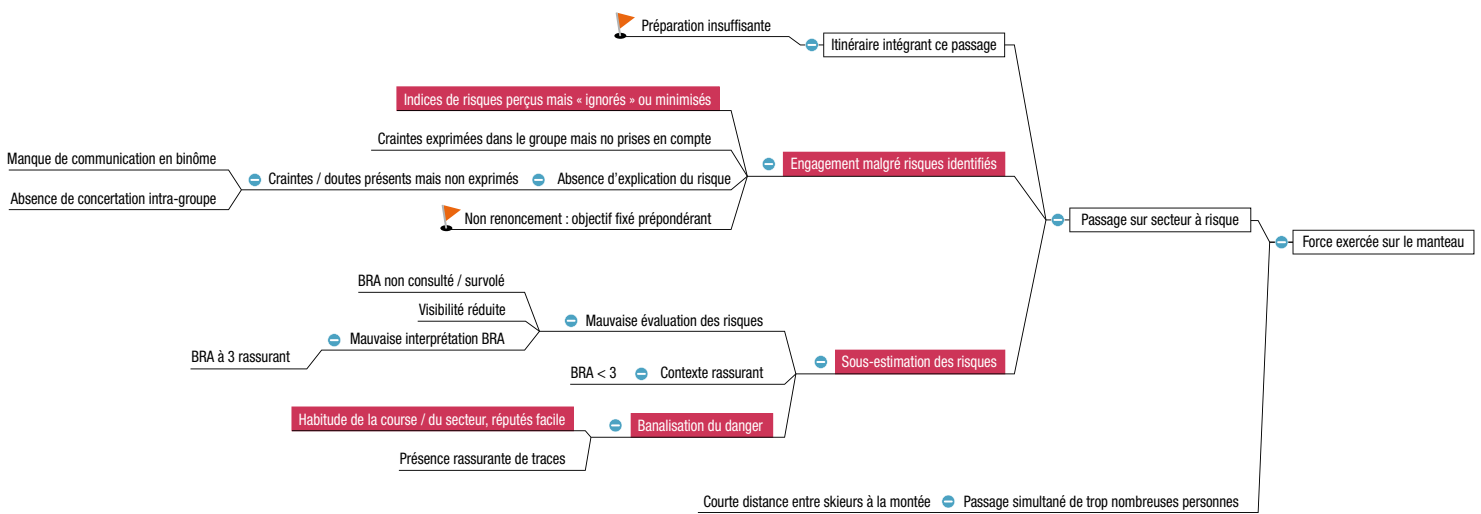 Préparation insuffisante
Itinéraire intégrant ce passage
Indices de risques perçus mais « ignorés » ou minimisés
Craintes exprimées dans le groupe mais no prises en compte
Engagement malgré risques identifiés
Manque de communication en binôme
Craintes / doutes présents mais non exprimés
Absence d'explication du risque
Absence de concertation intra-groupe
Non renoncement : objectif fixé prépondérant
Passage sur secteur à risque
Force exercée sur le manteau
BRA non consulté / survolé
Visibilité réduite
Mauvaise évaluation des risques
Mauvaise interprétation BRA
BRA à 3 rassurant
Sous-estimation des risques
BRA < 3
Contexte rassurant
Habitude de la course / du secteur, réputés facile
Banalisation du danger
Présence rassurante de traces
Courte distance entre skieurs à la montée
Passage simultané de trop nombreuses personnes